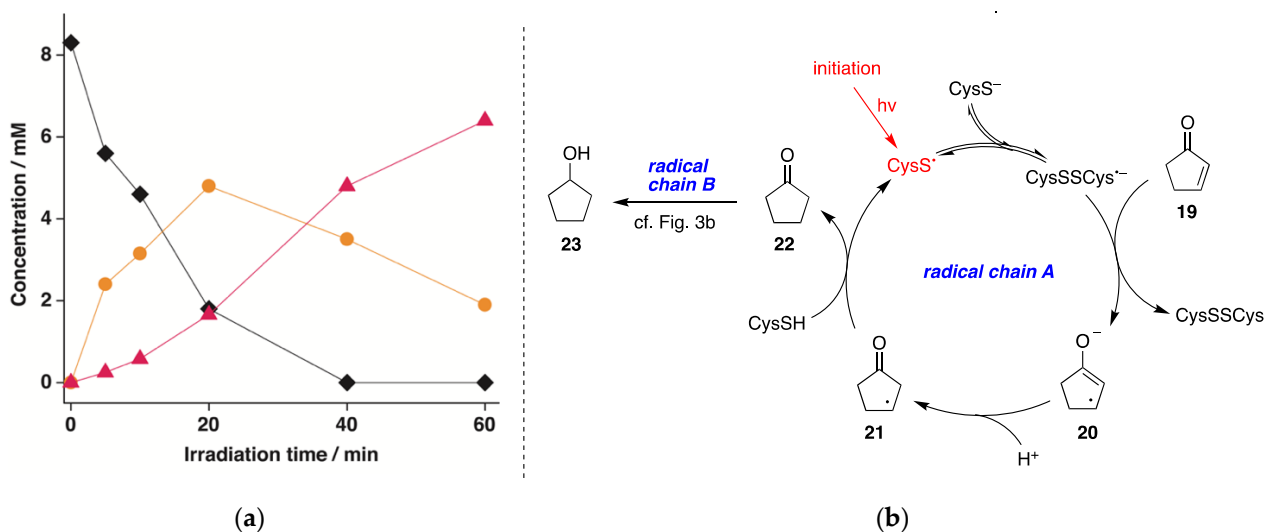 Concentration / mM
8
6
4
2
0
0
20
40
60
Irradiation time / min
(a)
initiation
hν
CysS•
CysS−
CysSSCys•−
O
19
CysSSCys
O−
20
H+
O
21
CysSH
radical chain A
O
22
radical
chain B
cf. Fig. 3b
OH
23
(b)